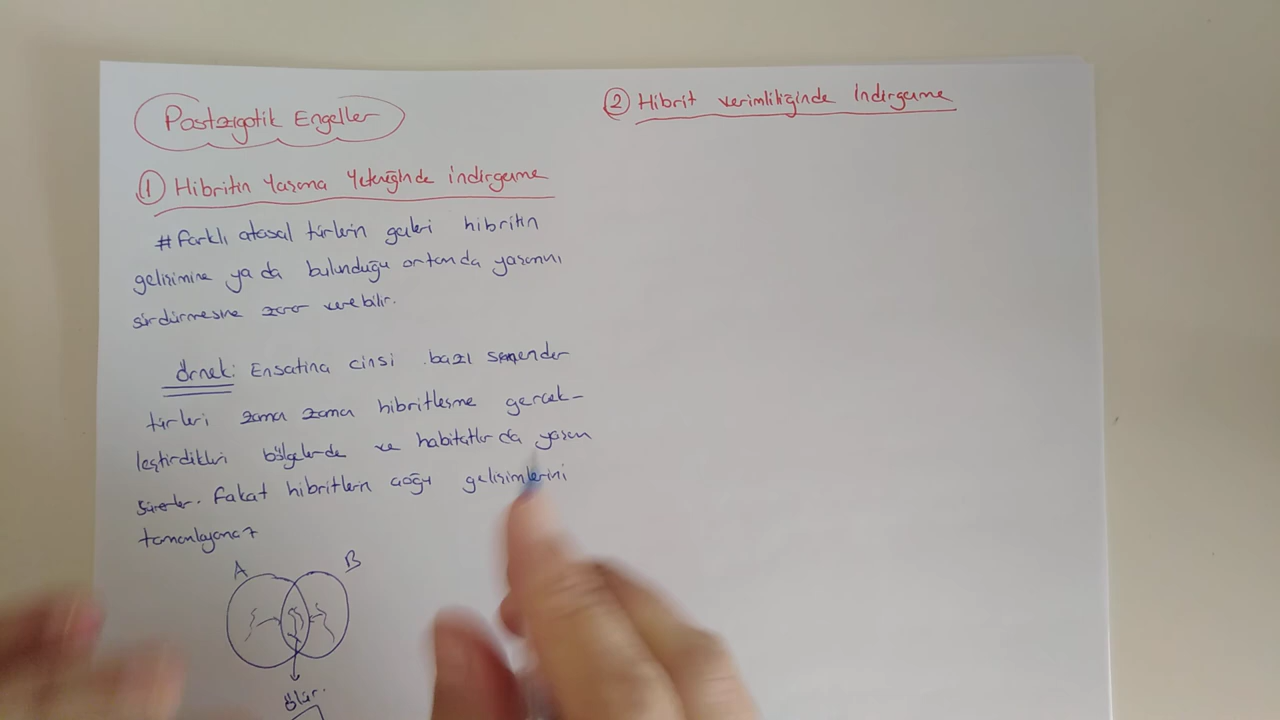 Postzigotik Engeller
① Hibritin Yaşama Yeteneğinde indirgeme
# Farklı atasal türlerin genleri hibritin
gelişimine ya da bulunduğu ortamda yaşamını
sürdürmesine zarar verebilir.
Örnek: Ensatina cinsi bazı semender
türleri zaman zaman hibritleşme gerçek-
leştirdikleri bölgelerde ve habitatlarda yaşam
sürerler. Fakat hibritlerin çoğu gelişimlerini
tamamlayamaz
A B
ölür.
② Hibrit verimliliğinde İndirgeme